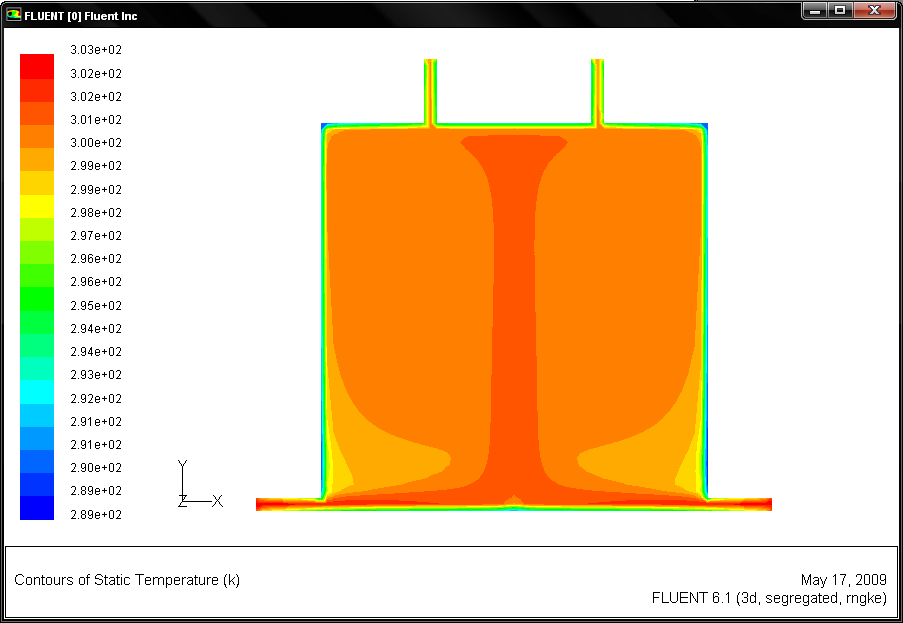 FLUENT [0] Fluent Inc
3.03e+02
3.02e+02
3.02e+02
3.01e+02
3.00e+02
2.99e+02
2.99e+02
2.98e+02
2.97e+02
2.96e+02
2.96e+02
2.95e+02
2.94e+02
2.94e+02
2.93e+02
2.92e+02
2.91e+02
2.91e+02
2.90e+02
2.89e+02
2.89e+02
Y
Z X
Contours of Static Temperature (k)
May 17, 2009
FLUENT 6.1 (3d, segregated, rngke)